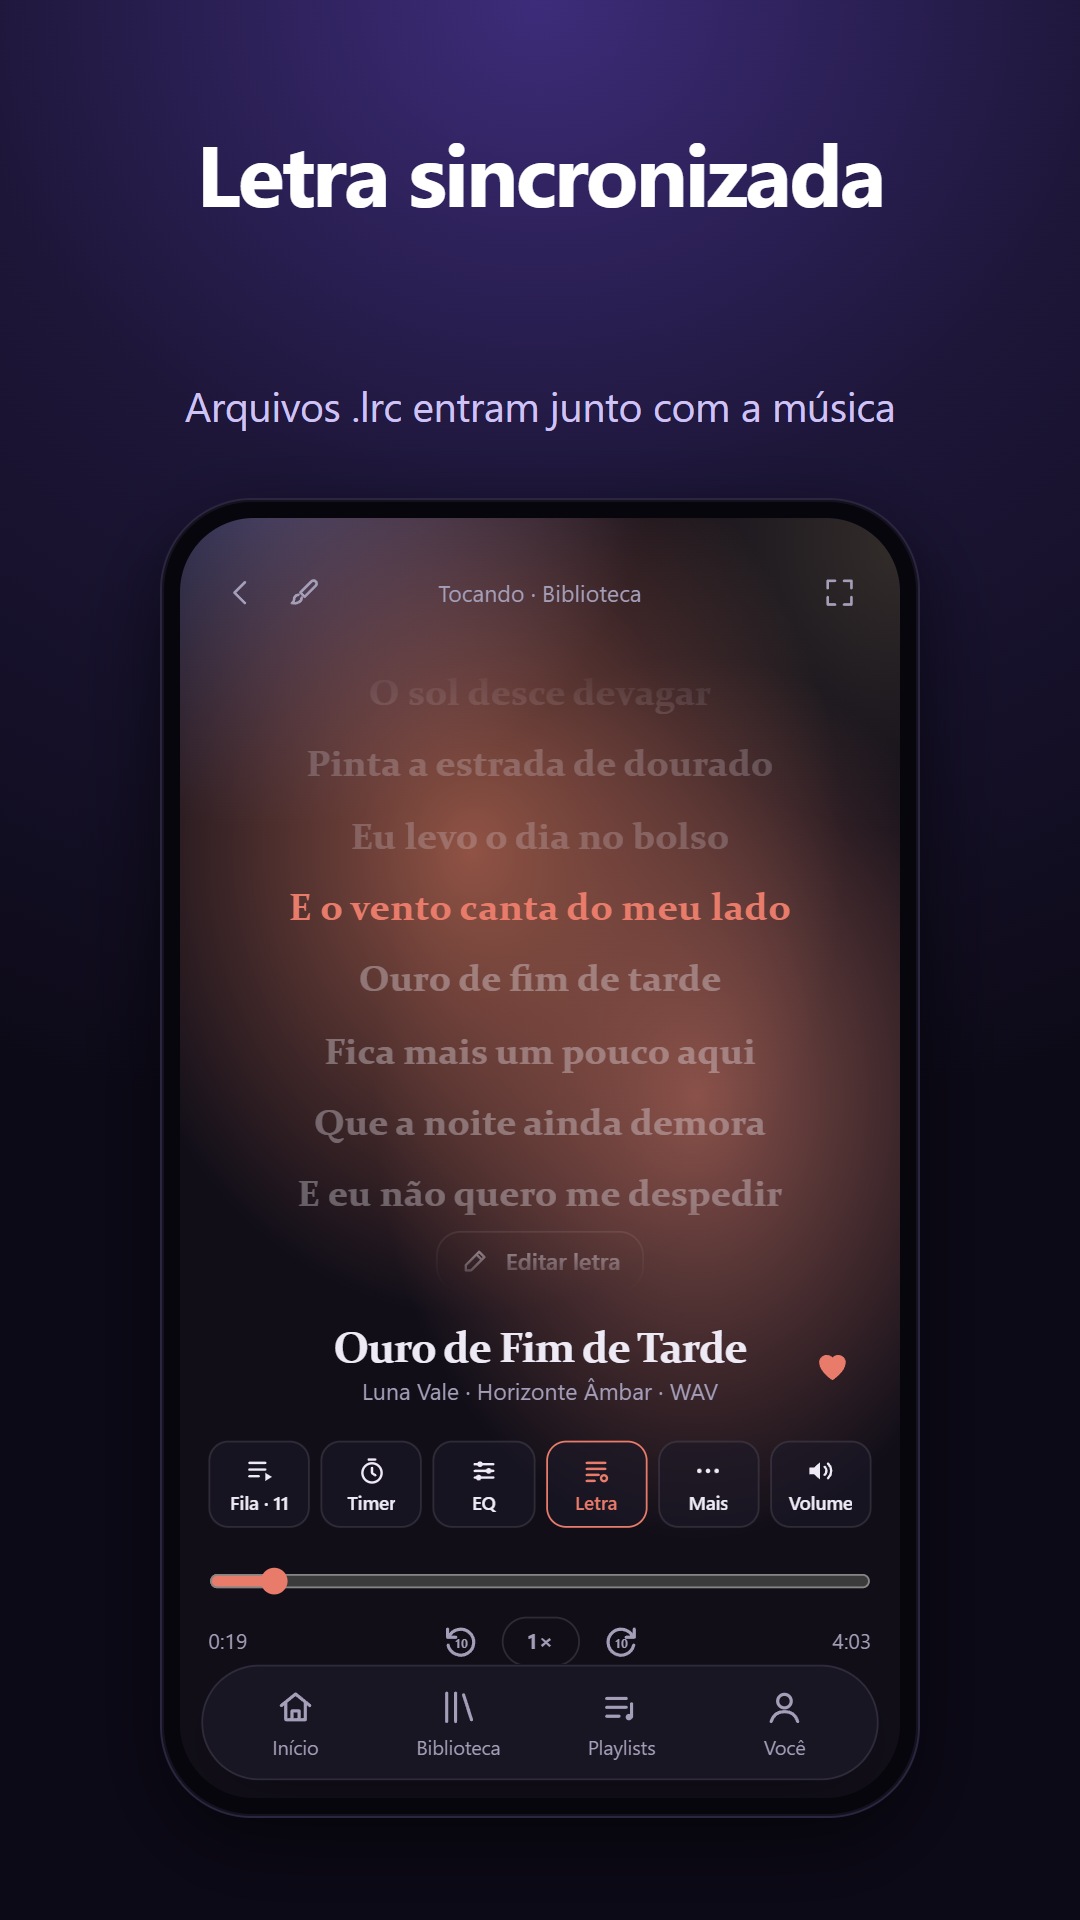 Letra sincronizada
Arquivos .lrc entram junto com a música
Tocando · Biblioteca
O sol desce devagar
Pinta a estrada de dourado
Eu levo o dia no bolso
E o vento canta do meu lado
Ouro de fim de tarde
Fica mais um pouco aqui
Que a noite ainda demora
E eu não quero me despedir
Editar letra
Ouro de Fim de Tarde
Luna Vale · Horizonte Âmbar · WAV
Fila · 11 Timer EQ Letra Mais Volume
0:19 10 1× 10 4:03
Início Biblioteca Playlists Você